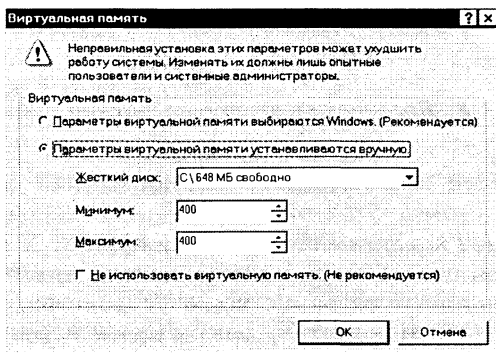 Виртуальная память
Неправильная установка этих параметров может ухудшить
работу системы. Изменять их должны лишь опытные
пользователи и системные администраторы.
Виртуальная память
Параметры виртуальной памяти выбираются Windows. (Рекомендуется)
Параметры виртуальной памяти устанавливаются вручную.
Жесткий диск: C:\ 648 МБ свободно
Минимум: 400
Максимум: 400
Не использовать виртуальную память. (Не рекомендуется)
OK Отмена